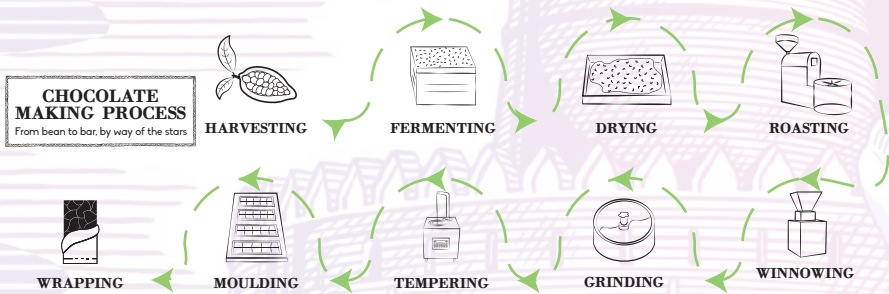 CHOCOLATE
MAKING PROCESS
From bean to bar, by way of the stars
HARVESTING
FERMENTING
DRYING
ROASTING
WINNOWING
GRINDING
TEMPERING
MOULDING
WRAPPING